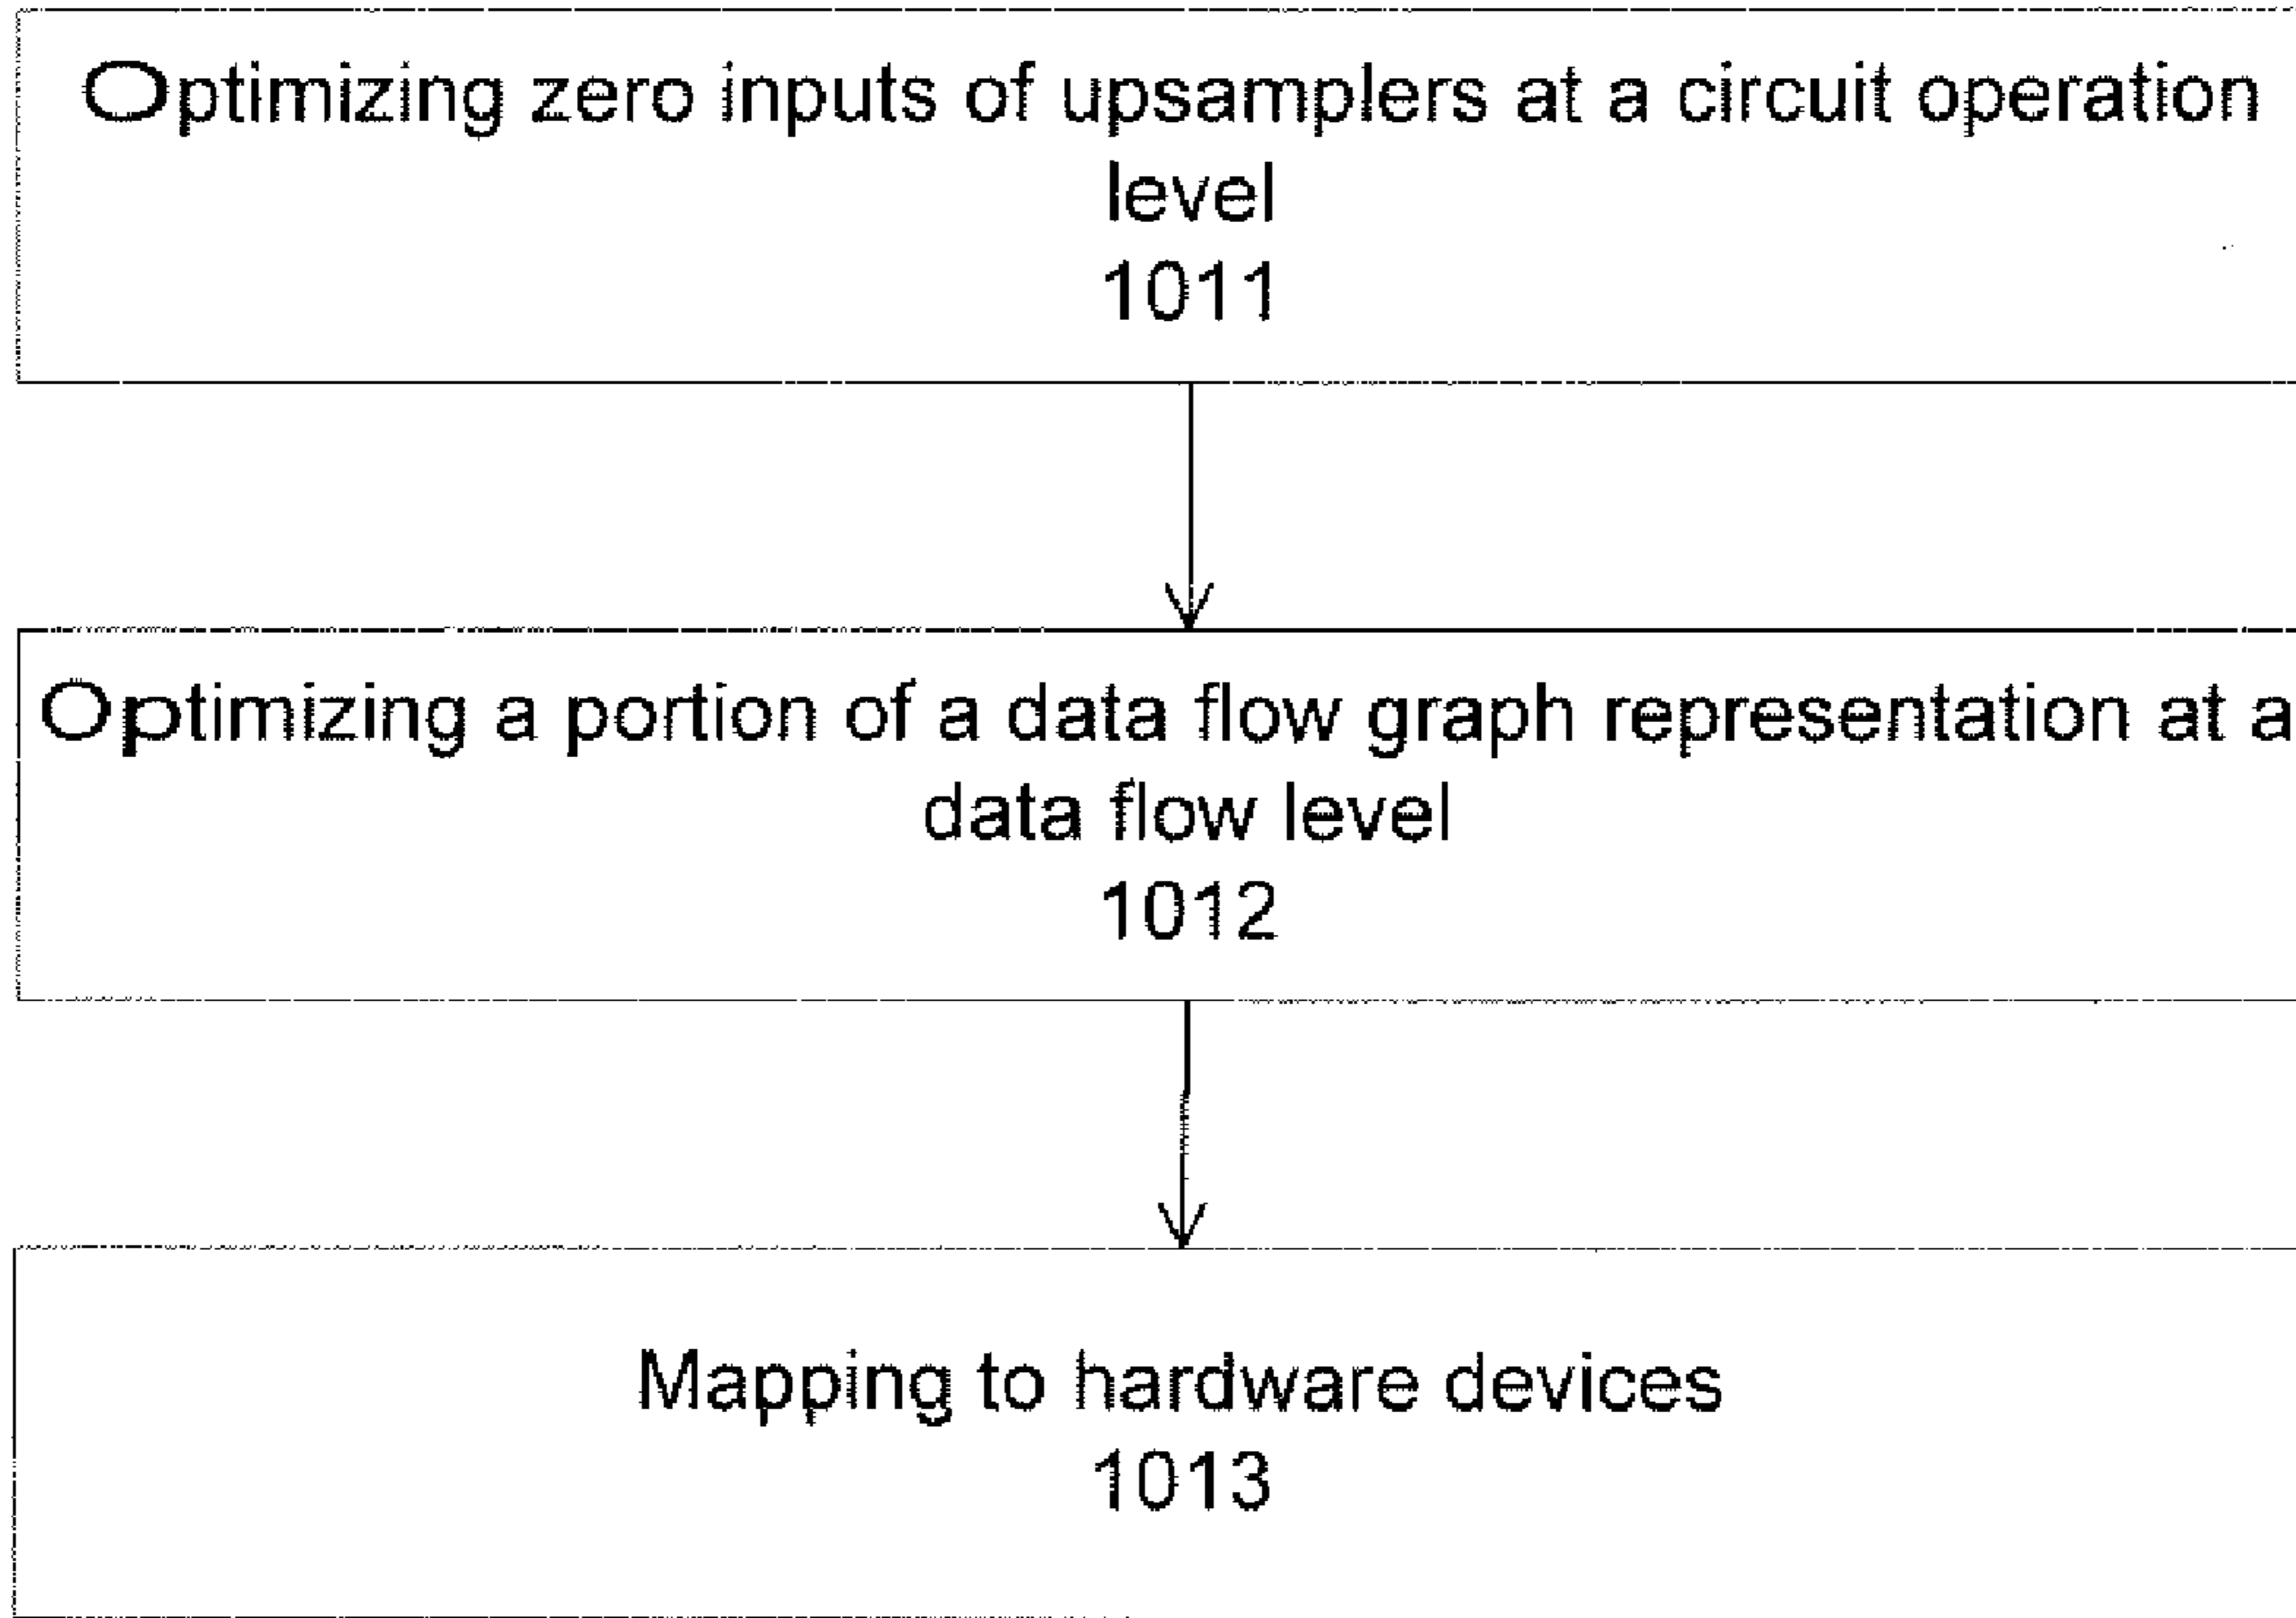 Optimizing zero inputs of upsamplers at a circuit operation
level
1011
Optimizing a portion of a data flow graph representation at a
data flow level
1012
Mapping to hardware devices
1013